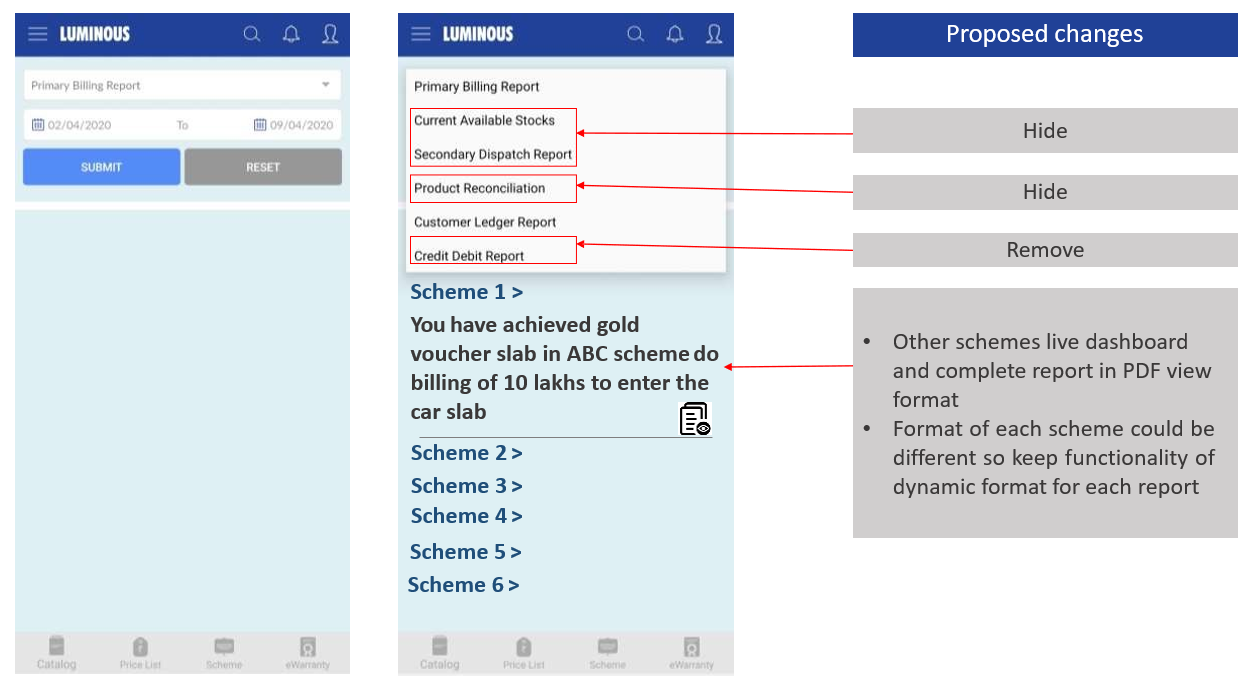 LUMINOUS
Primary Billing Report
02/04/2020 To 09/04/2020
SUBMIT RESET
Catalog Price List Scheme eWarranty
LUMINOUS
Primary Billing Report
Current Available Stocks
Secondary Dispatch Report
Product Reconciliation
Customer Ledger Report
Credit Debit Report
Scheme 1 >
You have achieved gold
voucher slab in ABC scheme do
billing of 10 lakhs to enter the
car slab
Scheme 2 >
Scheme 3 >
Scheme 4 >
Scheme 5 >
Scheme 6 >
Catalog Price List Scheme eWarranty
Proposed changes
Hide
Hide
Remove
• Other schemes live dashboard
and complete report in PDF view
format
• Format of each scheme could be
different so keep functionality of
dynamic format for each report